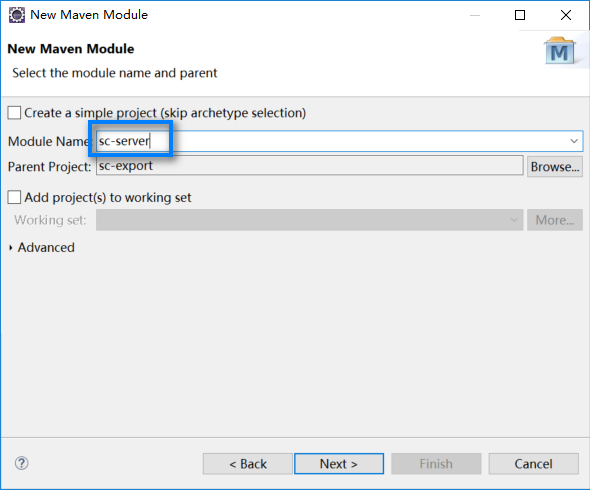 New Maven Module
New Maven Module
Select the module name and parent
M
Create a simple project (skip archetype selection)
Module Name: sc-server
Parent Project: sc-export Browse...
Add project(s) to working set
Working set: More...
Advanced
? < Back Next > Finish Cancel